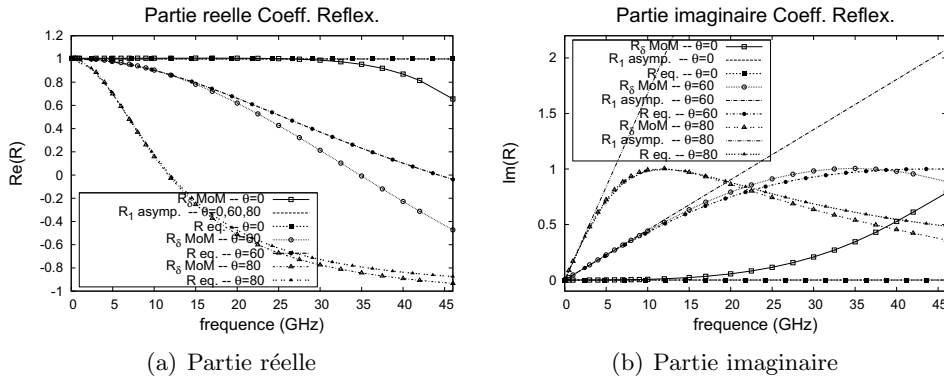 Partie reelle Coeff. Reflex.
Re(R)
1.2
1
0.8
0.6
0.4
0.2
0
-0.2
-0.4
-0.6
-0.8
-1
R_δ MoM -- θ=0
R_1 asymp. -- θ=0,60,80
R eq. -- θ=0
R_δ MoM -- θ=60
R eq. -- θ=60
R_δ MoM -- θ=80
R eq. -- θ=80
0 5 10 15 20 25 30 35 40 45
frequence (GHz)
(a) Partie réelle
Partie imaginaire Coeff. Reflex.
Im(R)
2
1.5
1
0.5
0
R_δ MoM -- θ=0
R_1 asymp. -- θ=0
R eq. -- θ=0
R_δ MoM -- θ=60
R_1 asymp. -- θ=60
R eq. -- θ=60
R_δ MoM -- θ=80
R_1 asymp. -- θ=80
R eq. -- θ=80
0 5 10 15 20 25 30 35 40 45
frequence (GHz)
(b) Partie imaginaire